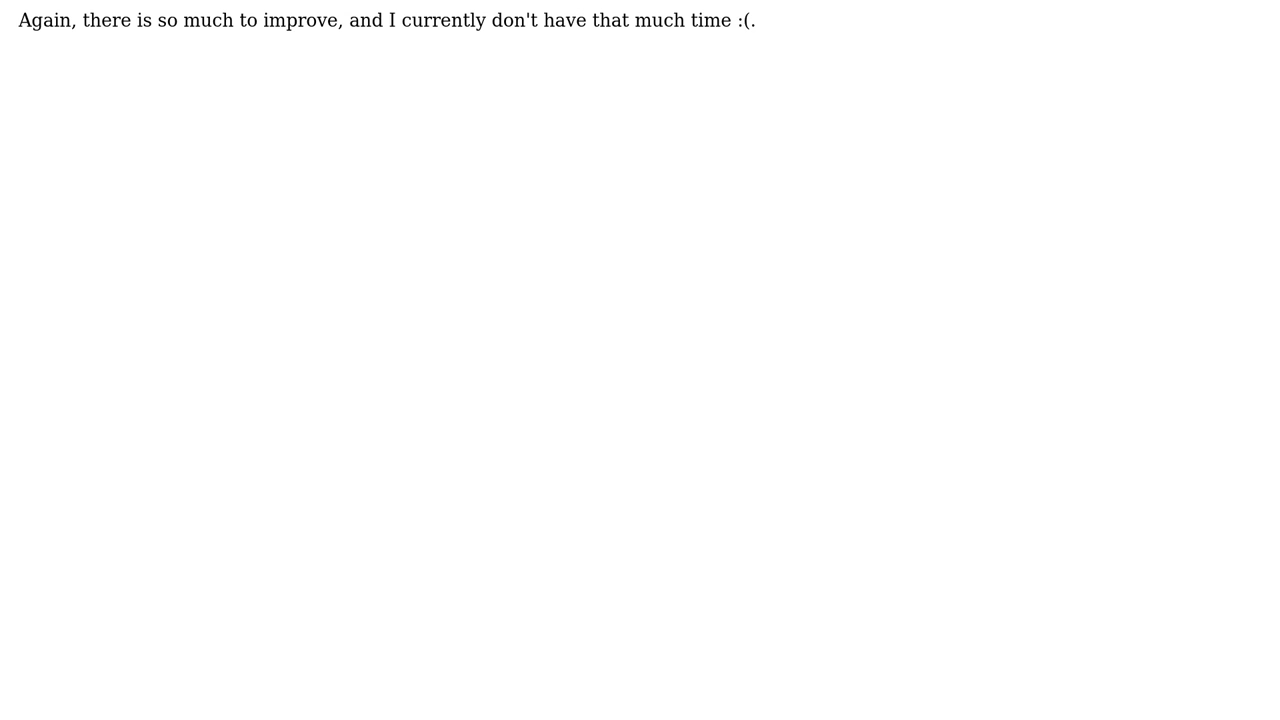 Again, there is so much to improve, and I currently don't have that much time :(.